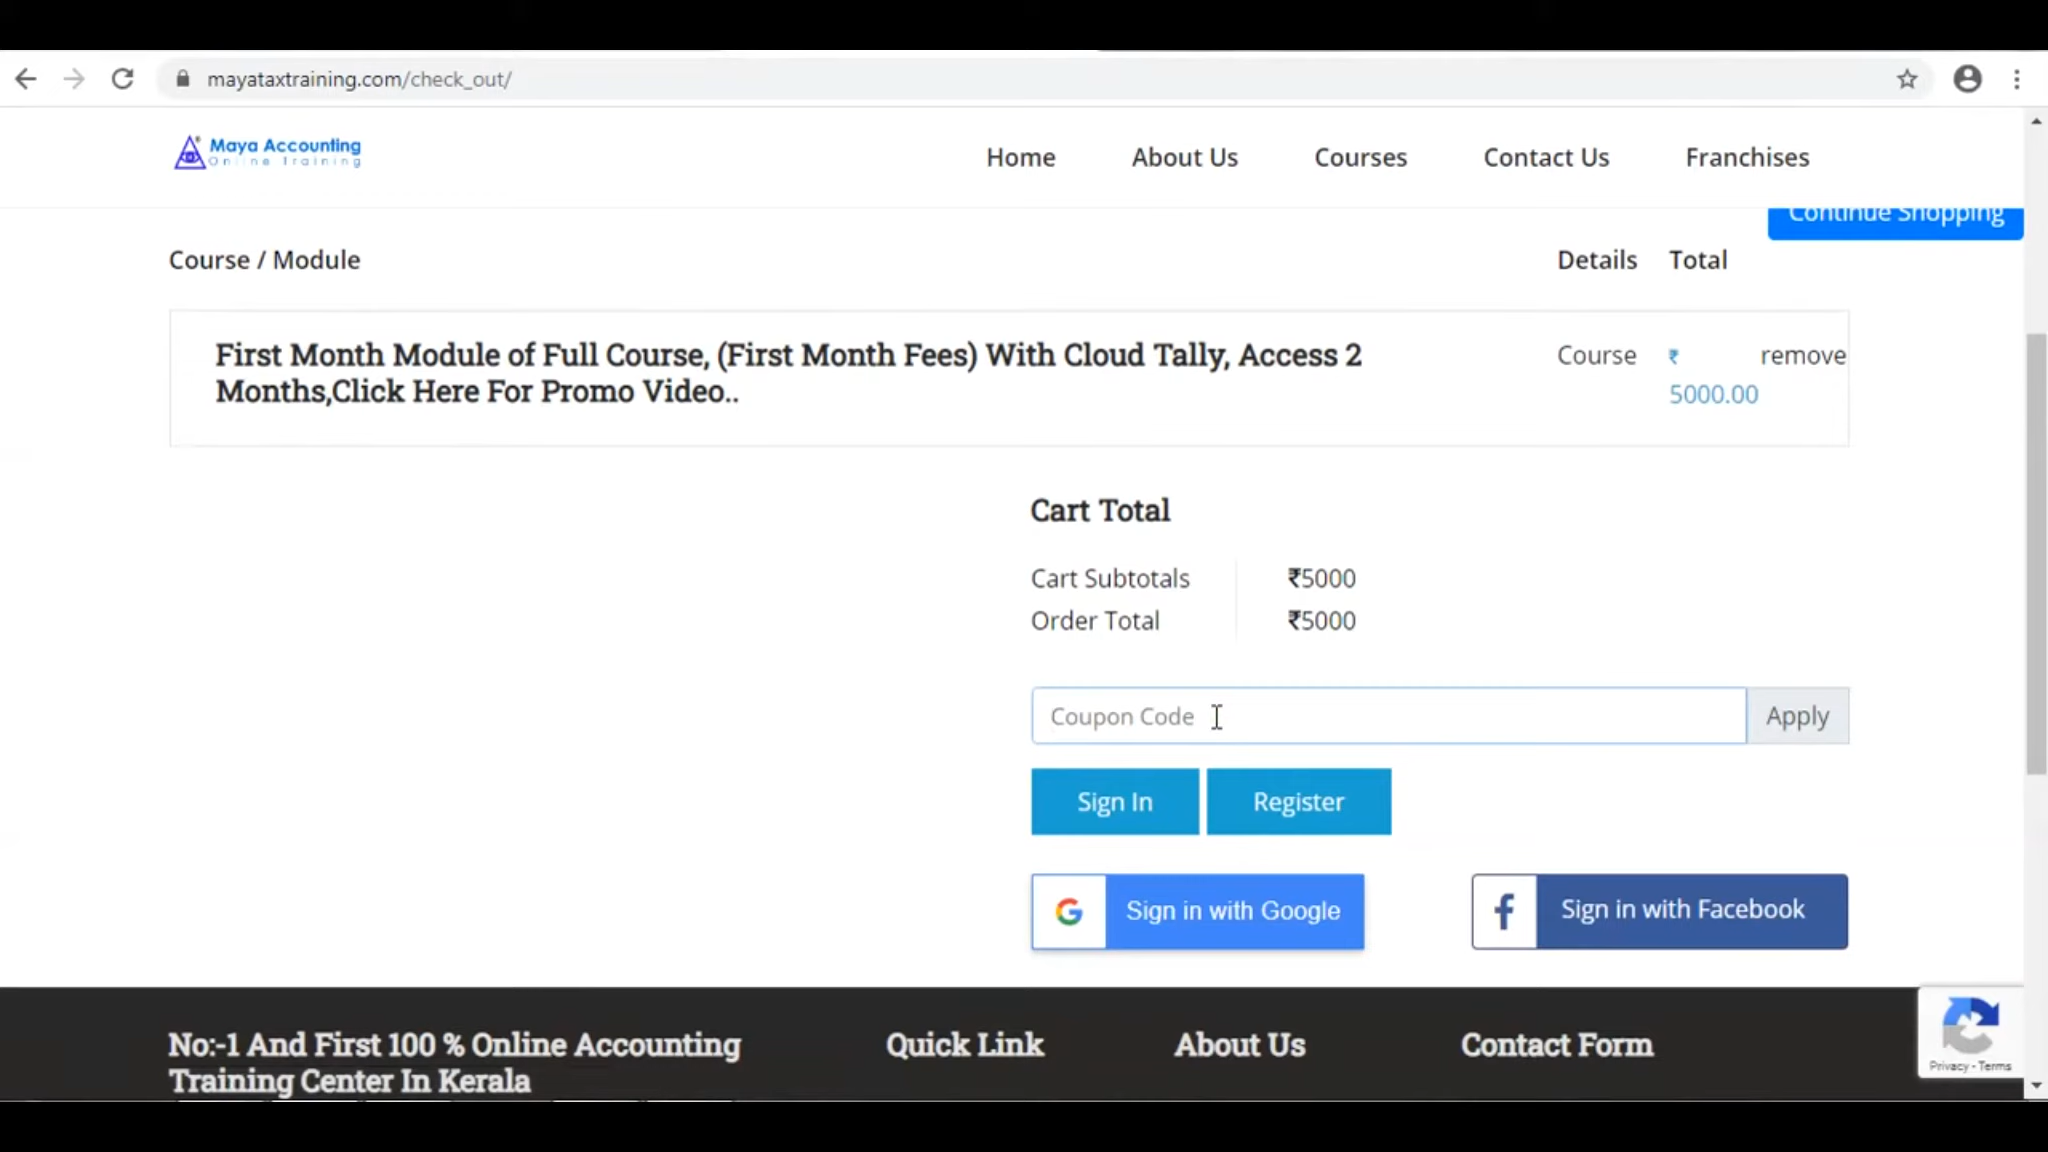 mayataxtraining.com/check_out/
Maya Accounting
Online Training
Home About Us Courses Contact Us Franchises
Continue Shopping
Course / Module Details Total
First Month Module of Full Course, (First Month Fees) With Cloud Tally, Access 2 Course ₹ remove
Months,Click Here For Promo Video.. 5000.00
Cart Total
Cart Subtotals ₹5000
Order Total ₹5000
Coupon Code Apply
Sign In Register
G Sign in with Google f Sign in with Facebook
No:-1 And First 100 % Online Accounting Quick Link About Us Contact Form
Training Center In Kerala
Privacy - Terms